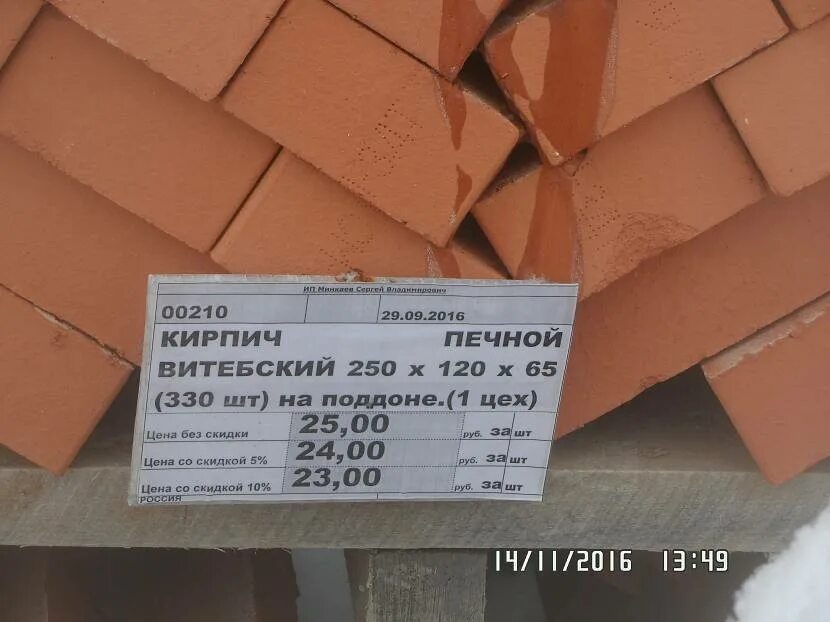 ИП Минкаев Сергей Владимирович
00210 29.09.2016
КИРПИЧ ПЕЧНОЙ
ВИТЕБСКИЙ 250 х 120 х 65
(330 шт) на поддоне.(1 цех)
Цена без скидки 25,00 руб. за шт
Цена со скидкой 5% 24,00 руб. за шт
Цена со скидкой 10% 23,00 руб. за шт
РОССИЯ
14/11/2016 13:49